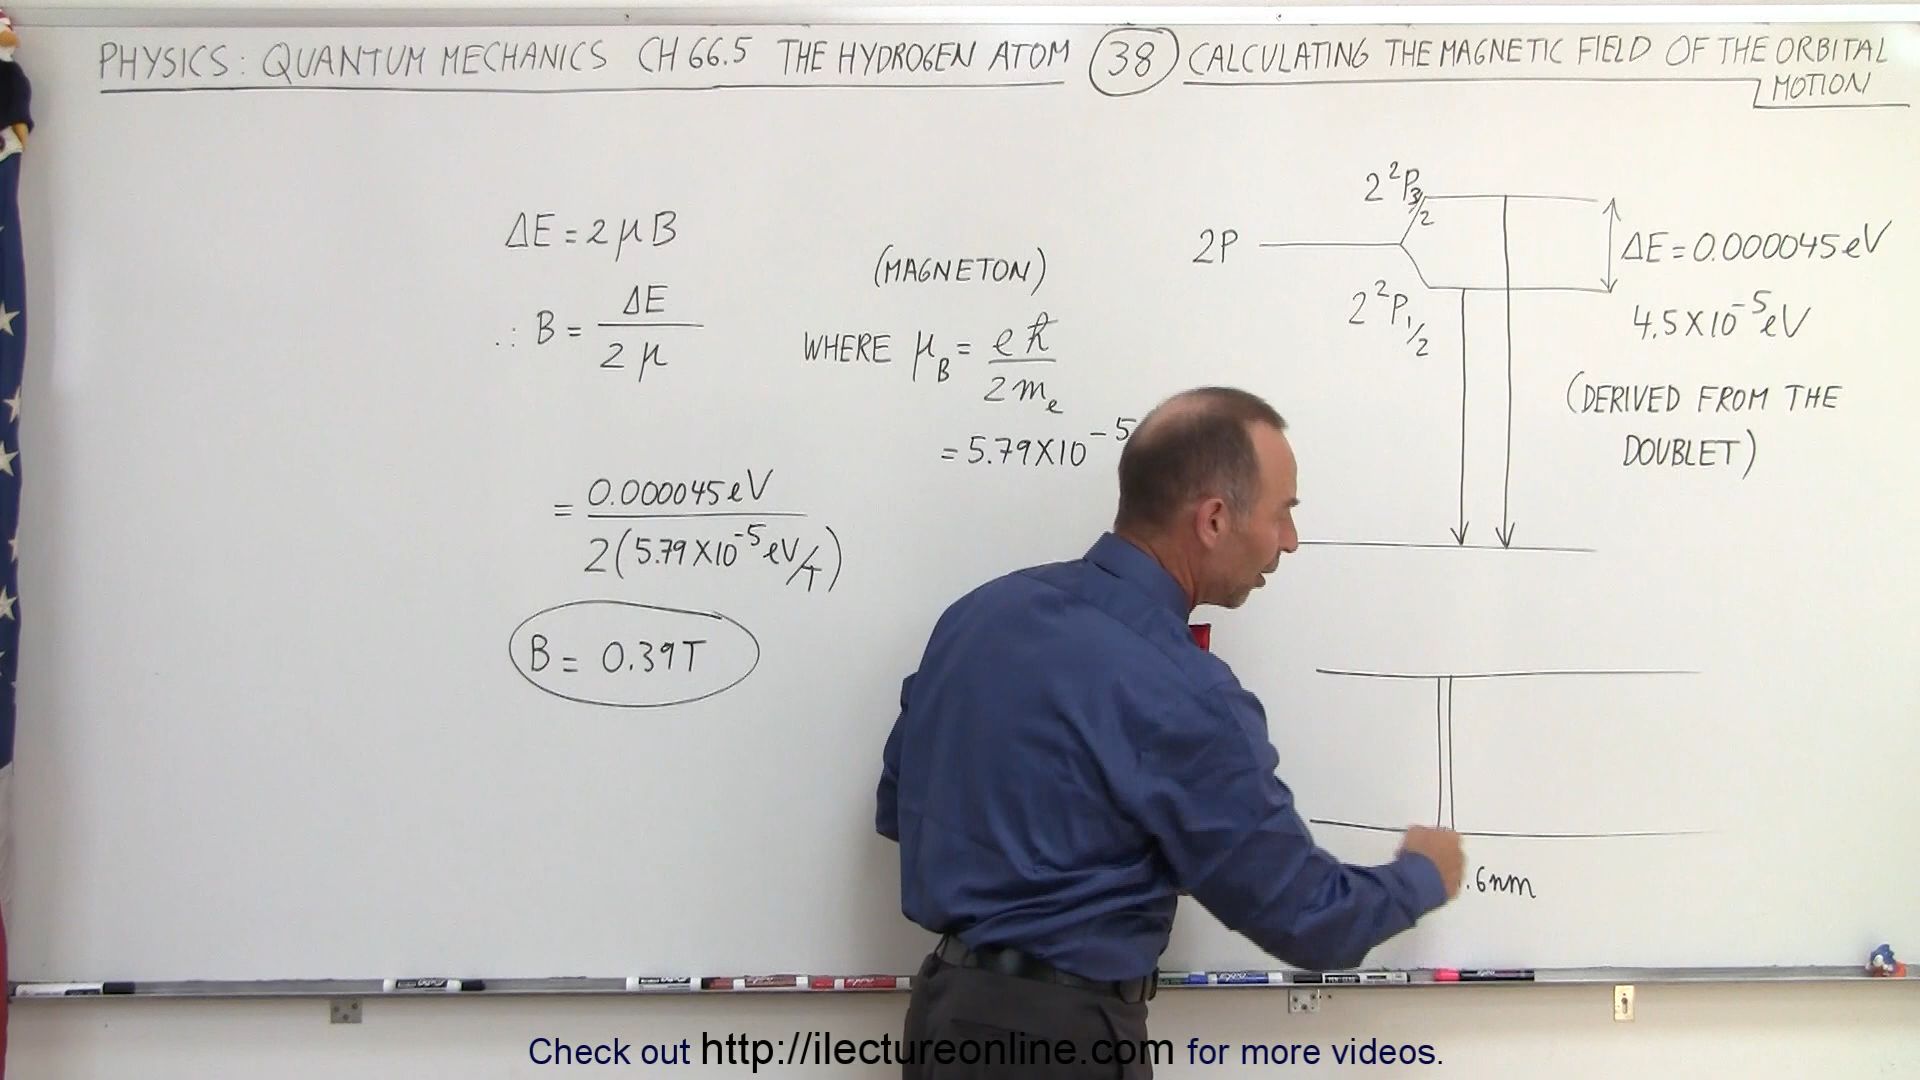 PHYSICS: QUANTUM MECHANICS CH 66.5 THE HYDROGEN ATOM 38 CALCULATING THE MAGNETIC FIELD OF THE ORBITAL
MOTION
ΔE = 2μB
∴ B = ΔE / 2μ
= 0.000045eV / 2(5.79X10⁻⁵eV/T)
B = 0.39T
(MAGNETON)
WHERE μ_B = eℏ / 2m_e
= 5.79X10⁻⁵
2²P3/2
2P
2²P1/2
ΔE = 0.000045eV
4.5X10⁻⁵eV
(DERIVED FROM THE
DOUBLET)
.6nm
Check out http://ilectureonline.com for more videos.